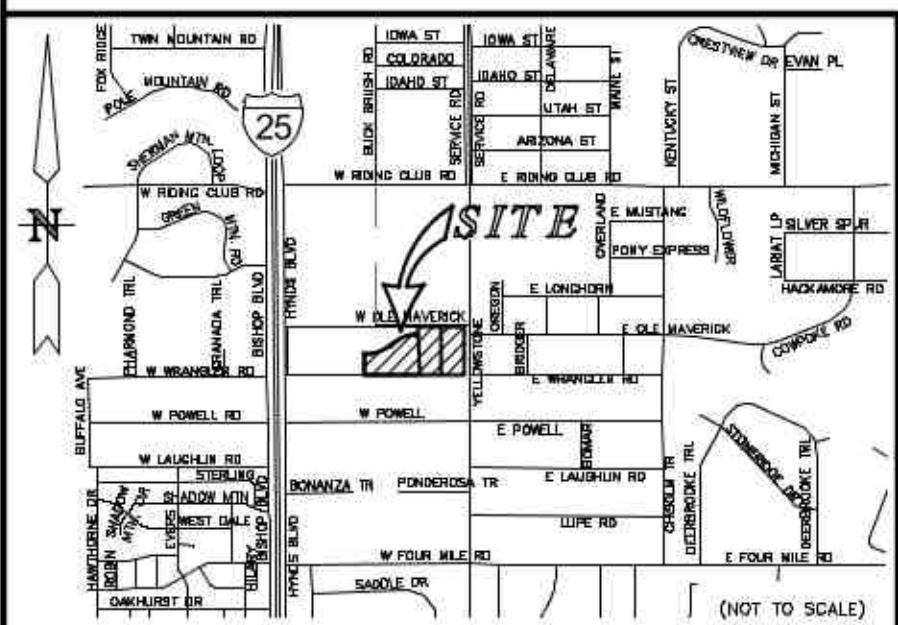 TWIN MOUNTAIN RD
FOX RIDGE
POLE MOUNTAIN RD
25
IOWA ST
COLORADO
IDAHO ST
BUCK BRUSH RD
SERVICE RD
SERVICE RD
IOWA ST
IDAHO ST
DELAWARE
UTAH ST
MAINE ST
ARIZONA ST
KENTUCKY ST
CRESTVIEW DR
EVAN PL
MICHIGAN ST
SHERMAN MTN. LOOP
W RIDING CLUB RD
W RIDING CLUB RD
E RIDING CLUB RD
N
GREEN MTN. RD
SITE
OVERLAND
E MUSTANG
PONY EXPRESS
WILDFLOWER
LARIAT LP
SILVER SPUR
HACKAMORE RD
GRANADA TRL
BISHOP BLVD
HYNDS BLVD
W OLE MAVERICK
YELLOWSTONE
OREGON
E LONGHORN
BRIDGER
E OLE MAVERICK
COWPOKE RD
W WRANGLER RD
E WRANGLER RD
BUFFALO AVE
W POWELL RD
W POWELL
E POWELL
BOMAR
W LAUGHLIN RD
E LAUGHLIN RD
CHISOLM TR
DEERBROOKE TRL
DEERBROOKE TRL
STERLING
SHADOW MTN
BONANZA TR
PONDEROSA TR
HAWTHORNE DR
SHADOW MTN. DR
EVERS
WEST DALE
BISHOP BLVD
HYNDS BLVD
LUPE RD
ROBIN
HILARY
W FOUR MILE RD
E FOUR MILE RD
OAKHURST DR
SADDLE DR
(NOT TO SCALE)